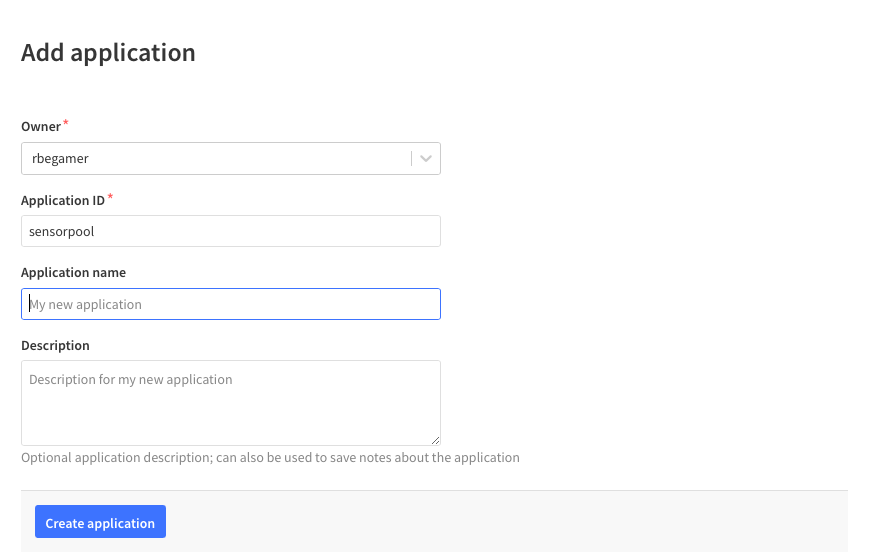 Add application
Owner*
rbegamer
Application ID*
sensorpool
Application name
My new application
Description
Description for my new application
Optional application description; can also be used to save notes about the application
Create application